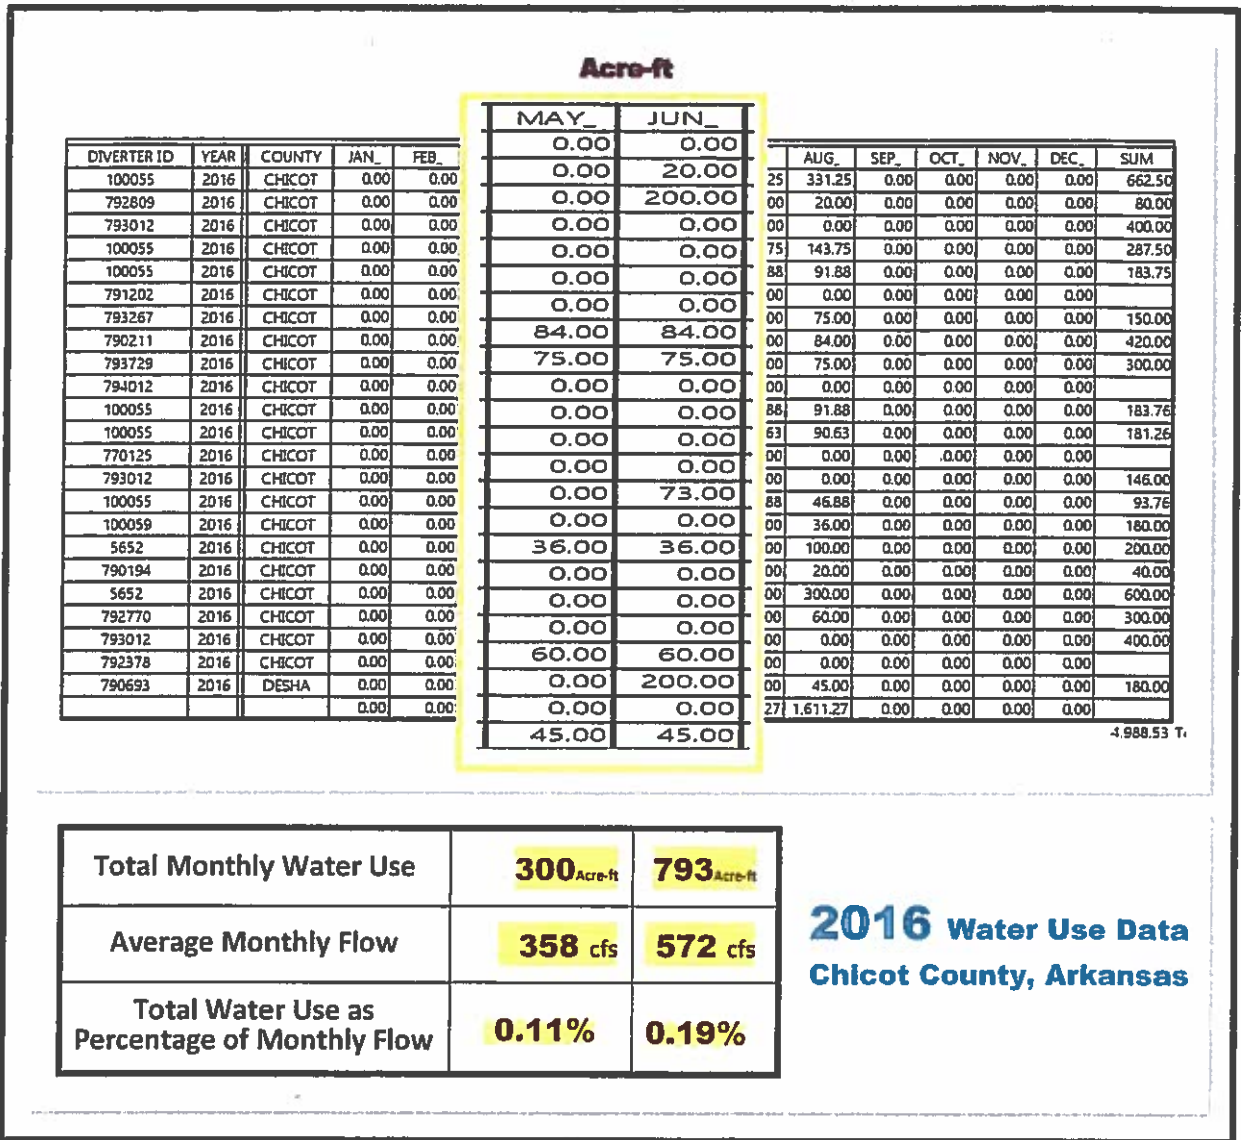 Acre-ft
MAY_ JUN_
0.00 0.00
0.00 20.00
0.00 200.00
0.00 0.00
0.00 0.00
0.00 0.00
0.00 0.00
84.00 84.00
75.00 75.00
0.00 0.00
0.00 0.00
0.00 0.00
0.00 0.00
0.00 73.00
0.00 0.00
36.00 36.00
0.00 0.00
0.00 0.00
0.00 0.00
60.00 60.00
0.00 200.00
0.00 0.00
45.00 45.00
DIVERTER ID YEAR COUNTY JAN_ FEB_ AUG_ SEP_ OCT_ NOV_ DEC_ SUM
100055 2016 CHICOT 0.00 0.00 25 331.25 0.00 0.00 0.00 0.00 662.50
792809 2016 CHICOT 0.00 0.00 00 20.00 0.00 0.00 0.00 0.00 80.00
793012 2016 CHICOT 0.00 0.00 00 0.00 0.00 0.00 0.00 0.00 400.00
100055 2016 CHICOT 0.00 0.00 75 143.75 0.00 0.00 0.00 0.00 287.50
100055 2016 CHICOT 0.00 0.00 88 91.88 0.00 0.00 0.00 0.00 183.75
791202 2016 CHICOT 0.00 0.00 00 0.00 0.00 0.00 0.00 0.00
793267 2016 CHICOT 0.00 0.00 00 75.00 0.00 0.00 0.00 0.00 150.00
790211 2016 CHICOT 0.00 0.00 00 84.00 0.00 0.00 0.00 0.00 420.00
793729 2016 CHICOT 0.00 0.00 00 75.00 0.00 0.00 0.00 0.00 300.00
794012 2016 CHICOT 0.00 0.00 00 0.00 0.00 0.00 0.00 0.00
100055 2016 CHICOT 0.00 0.00 88 91.88 0.00 0.00 0.00 0.00 183.76
100055 2016 CHICOT 0.00 0.00 63 90.63 0.00 0.00 0.00 0.00 181.26
770125 2016 CHICOT 0.00 0.00 00 0.00 0.00 .0.00 0.00 0.00
793012 2016 CHICOT 0.00 0.00 00 0.00 0.00 0.00 0.00 0.00 146.00
100055 2016 CHICOT 0.00 0.00 88 46.88 0.00 0.00 0.00 0.00 93.76
100059 2016 CHICOT 0.00 0.00 00 36.00 0.00 0.00 0.00 0.00 180.00
5652 2016 CHICOT 0.00 0.00 00 100.00 0.00 0.00 0.00 0.00 200.00
790194 2016 CHICOT 0.00 0.00 00 20.00 0.00 0.00 0.00 0.00 40.00
5652 2016 CHICOT 0.00 0.00 00 300.00 0.00 0.00 0.00 0.00 600.00
792770 2016 CHICOT 0.00 0.00 00 60.00 0.00 0.00 0.00 0.00 300.00
793012 2016 CHICOT 0.00 0.00 00 0.00 0.00 0.00 0.00 0.00 400.00
792378 2016 CHICOT 0.00 0.00 00 0.00 0.00 0.00 0.00 0.00
790693 2016 DESHA 0.00 0.00 00 45.00 0.00 0.00 0.00 0.00 180.00
0.00 0.00 27 1,611.27 0.00 0.00 0.00 0.00
4,988.53
Total Monthly Water Use 300 Acre-ft 793 Acre-ft
Average Monthly Flow 358 cfs 572 cfs
Total Water Use as
Percentage of Monthly Flow 0.11% 0.19%
2016 Water Use Data
Chicot County, Arkansas